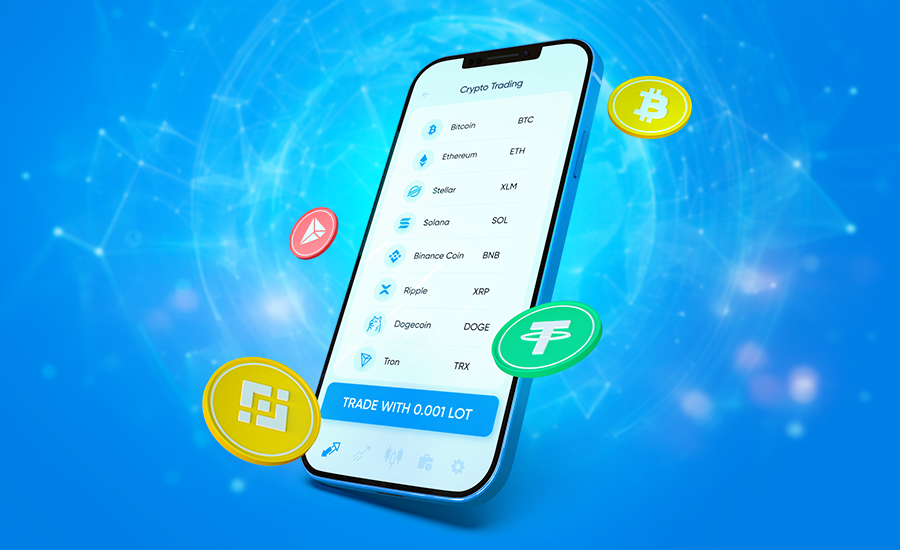 Crypto Trading
Bitcoin BTC
Ethereum ETH
Stellar XLM
Solana SOL
Binance Coin BNB
Ripple XRP
Dogecoin DOGE
Tron TRX
TRADE WITH 0.001 LOT